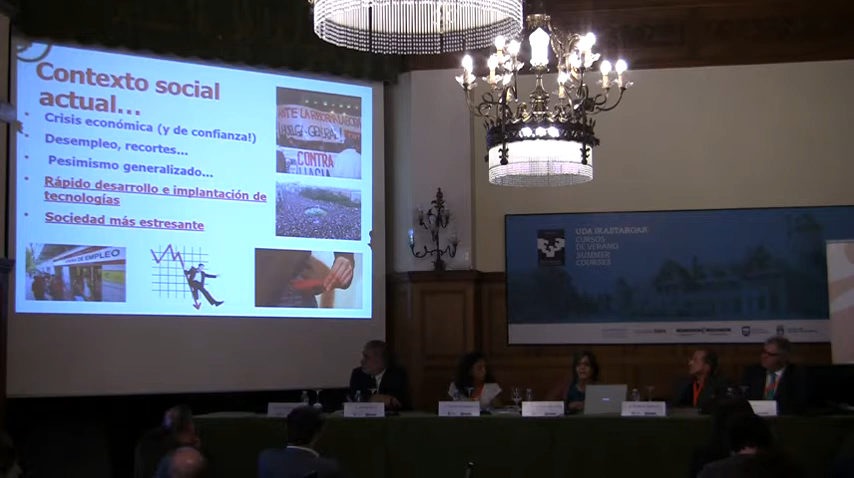 Contexto social
actual...
• Crisis económica (y de confianza!)
• Desempleo, recortes...
• Pesimismo generalizado...
• Rápido desarrollo e implantación de
tecnologías
• Sociedad más estresante
CONTRA
EMPLEO
UDA IKASTAROAK
CURSOS
DE VERANO
SUMMER
COURSES